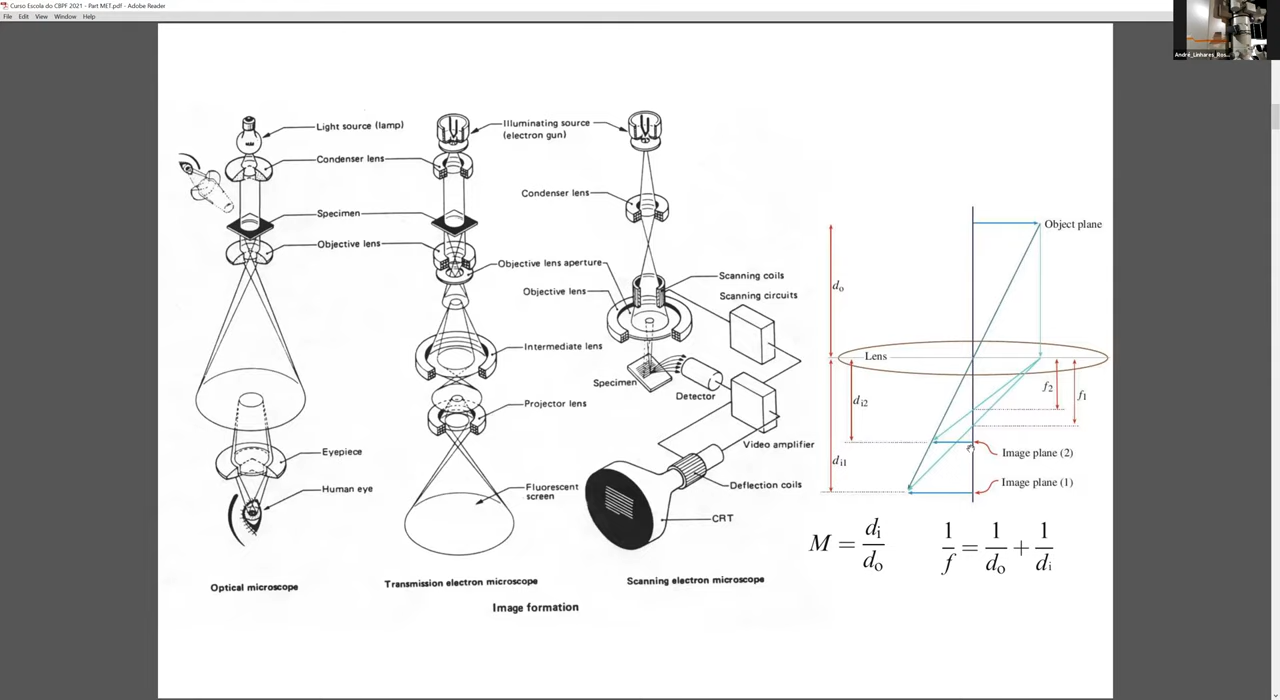 Curso Escola do CBPF 2021 - Part MET.pdf - Adobe Reader
File Edit View Window Help
André_Linhares_Ros...
Light source (lamp)
Condenser lens
Specimen
Objective lens
Eyepiece
Human eye
Optical microscope
Illuminating source
(electron gun)
Objective lens aperture
Objective lens
Intermediate lens
Projector lens
Fluorescent
screen
Transmission electron microscope
Condenser lens
Scanning coils
Scanning circuits
Specimen
Detector
Video amplifier
Deflection coils
CRT
Scanning electron microscope
Image formation
Object plane
do
Lens
f2
f1
di2
di1
Image plane (2)
Image plane (1)
M = di/do
1/f = 1/do + 1/di